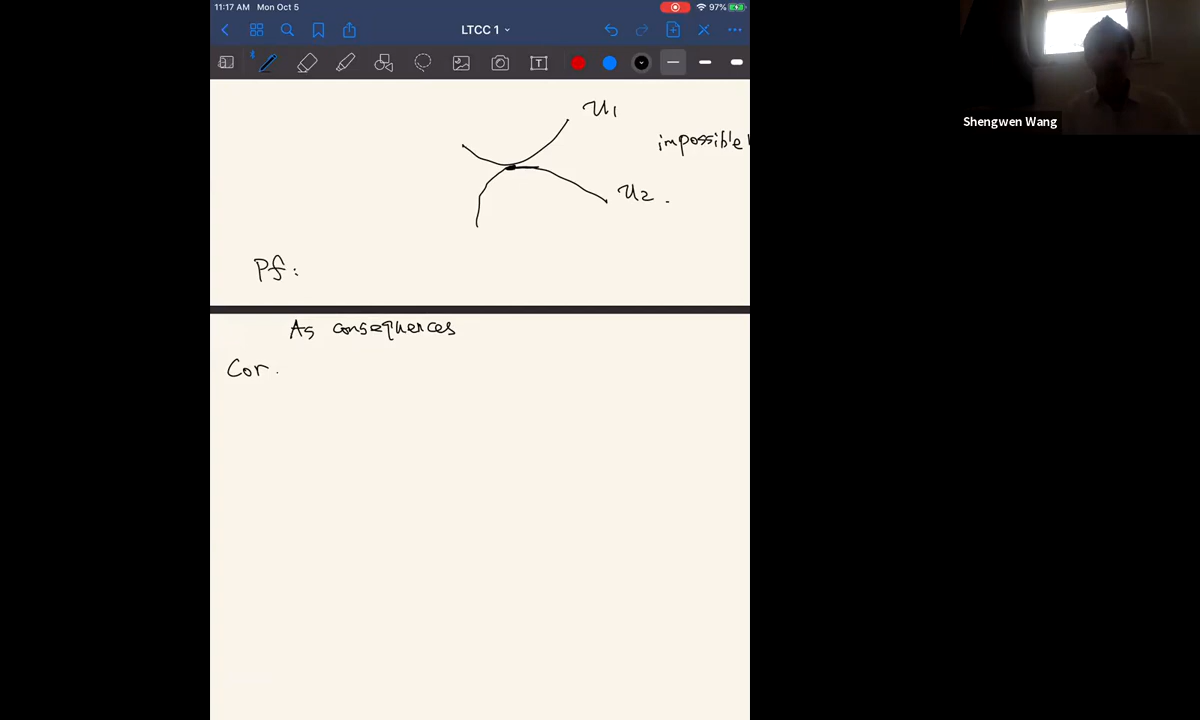 11:17 AM Mon Oct 5
97%
LTCC 1
T
u1
impossible
u2.
Pf:
As consequences
Cor.
Shengwen Wang